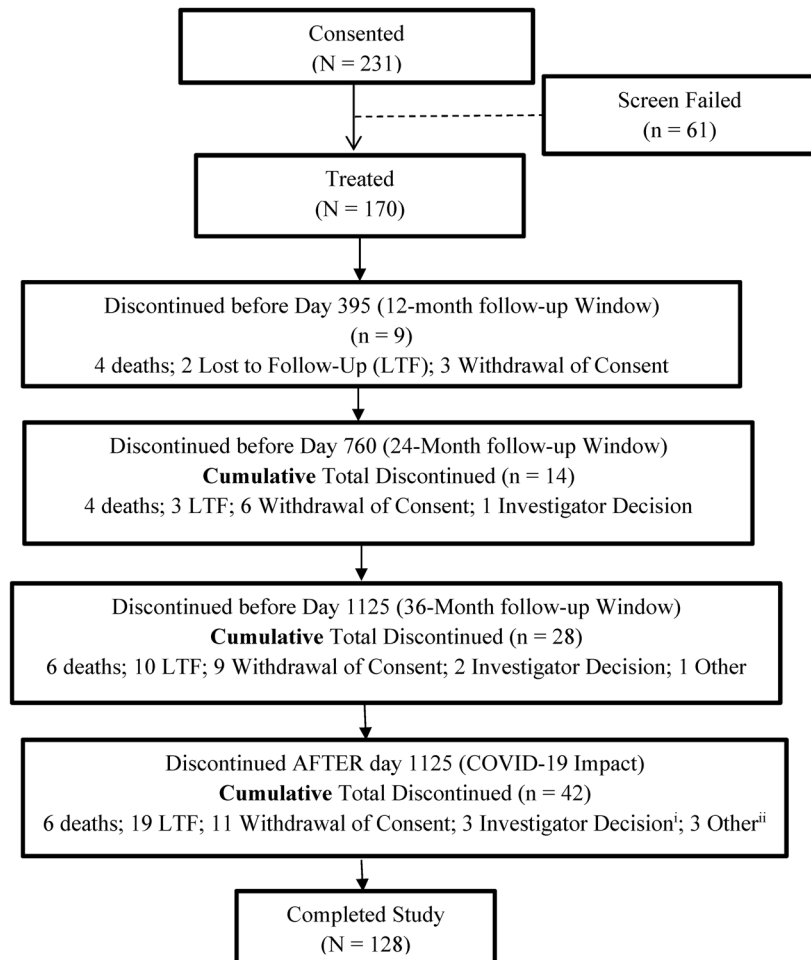 Consented
(N = 231)
Screen Failed
(n = 61)
Treated
(N = 170)
Discontinued before Day 395 (12-month follow-up Window)
(n = 9)
4 deaths; 2 Lost to Follow-Up (LTF); 3 Withdrawal of Consent
Discontinued before Day 760 (24-Month follow-up Window)
Cumulative Total Discontinued (n = 14)
4 deaths; 3 LTF; 6 Withdrawal of Consent; 1 Investigator Decision
Discontinued before Day 1125 (36-Month follow-up Window)
Cumulative Total Discontinued (n = 28)
6 deaths; 10 LTF; 9 Withdrawal of Consent; 2 Investigator Decision; 1 Other
Discontinued AFTER day 1125 (COVID-19 Impact)
Cumulative Total Discontinued (n = 42)
6 deaths; 19 LTF; 11 Withdrawal of Consent; 3 Investigator Decisionⁱ; 3 Otherⁱⁱ
Completed Study
(N = 128)